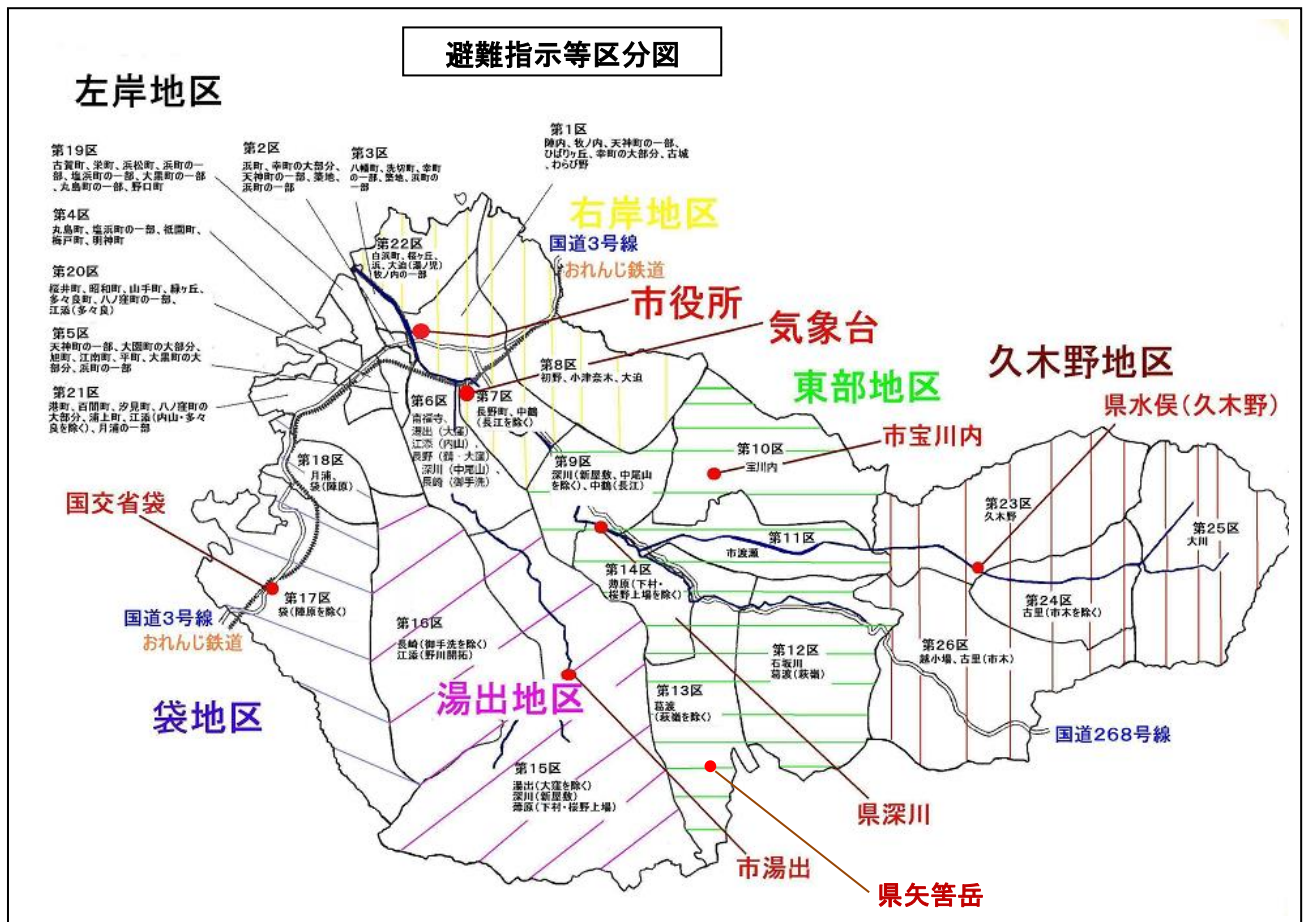 避難指示等区分図
左岸地区
第19区
古賀町、栄町、浜松町、浜町の一
部、塩浜町の一部、大黒町の一部
、丸島町の一部、野口町
第2区
浜町、幸町の大部分、
天神町の一部、築地、
浜町の一部
第3区
八幡町、洗切町、幸町
の一部、築地、浜町の
一部
第1区
陣内、牧ノ内、天神町の一部、
ひばりヶ丘、幸町の大部分、古城
、わらび野
第4区
丸島町、塩浜町の一部、祗園町、
梅戸町、明神町
右岸地区
国道3号線
おれんじ鉄道
第22区
白浜町、桜ヶ丘、
浜、大迫(湯ノ児)
牧ノ内の一部
第20区
桜井町、昭和町、山手町、緑ヶ丘、
多々良町、八ノ窪町の一部、
江添(多々良)
市役所
気象台
第5区
天神町の一部、大園町の大部分、
旭町、江南町、平町、大黒町の大
部分、浜町の一部
第21区
港町、百間町、汐見町、八ノ窪町の
大部分、浦上町、江添(内山・多々
良を除く)、月浦の一部
第8区
初野、小津奈木、大迫
第6区
南福寺、
湯出(大窪)
江添(内山)、
長野(鶴・大窪)
深川(中尾山)、
長崎(御手洗)
第7区
長野町、中鶴
(長江を除く)
東部地区
久木野地区
県水俣(久木野)
市宝川内
第10区
宝川内
第9区
深川(新屋敷、中尾山
を除く)、中鶴(長江)
第18区
月浦、
袋(陣原)
国交省袋
第23区
久木野
第25区
大川
第11区
市渡瀬
第14区
薄原(下村・
桜野上場を除く)
第17区
袋(陣原を除く)
国道3号線
おれんじ鉄道
第24区
古里(市木を除く)
第16区
長崎(御手洗を除く)
江添(野川開拓)
第26区
越小場、古里(市木)
第12区
石坂川
葛渡(萩嶺)
第13区
葛渡
(萩嶺を除く)
湯出地区
袋地区
国道268号線
第15区
湯出(大窪を除く)
深川(新屋敷)
薄原(下村・桜野上場)
県深川
市湯出
県矢筈岳